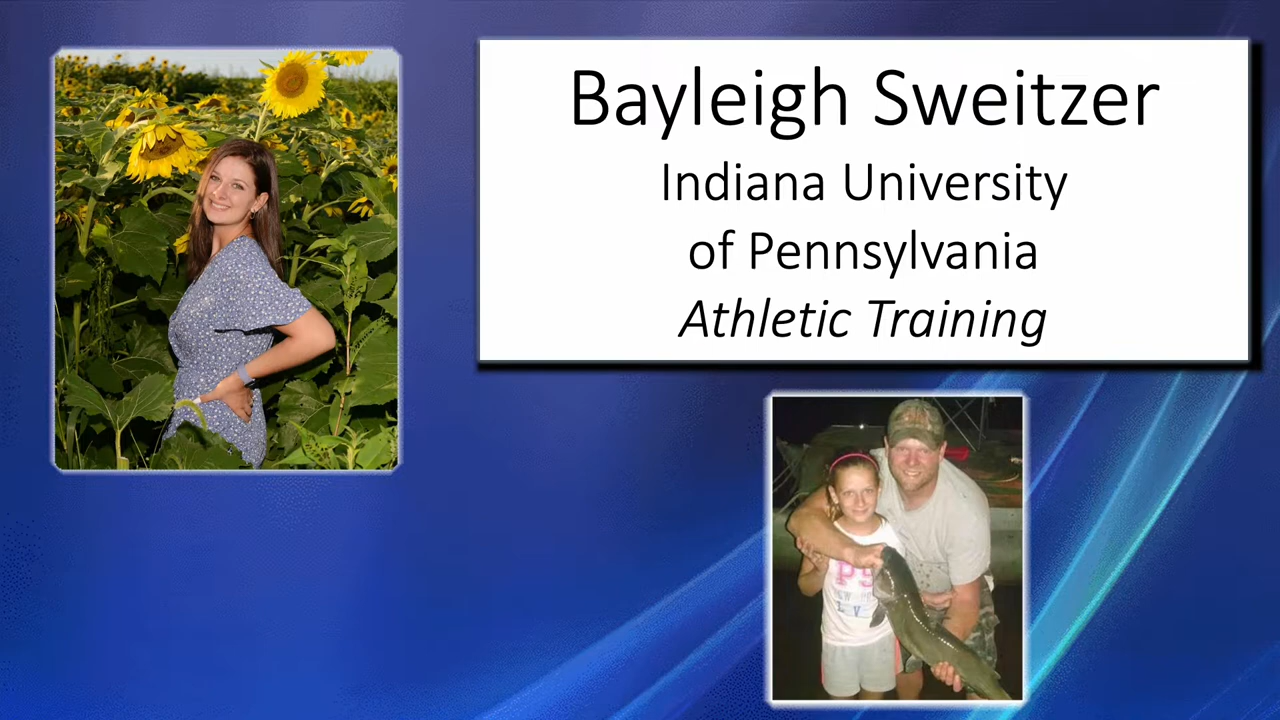 Bayleigh Sweitzer
Indiana University
of Pennsylvania
Athletic Training